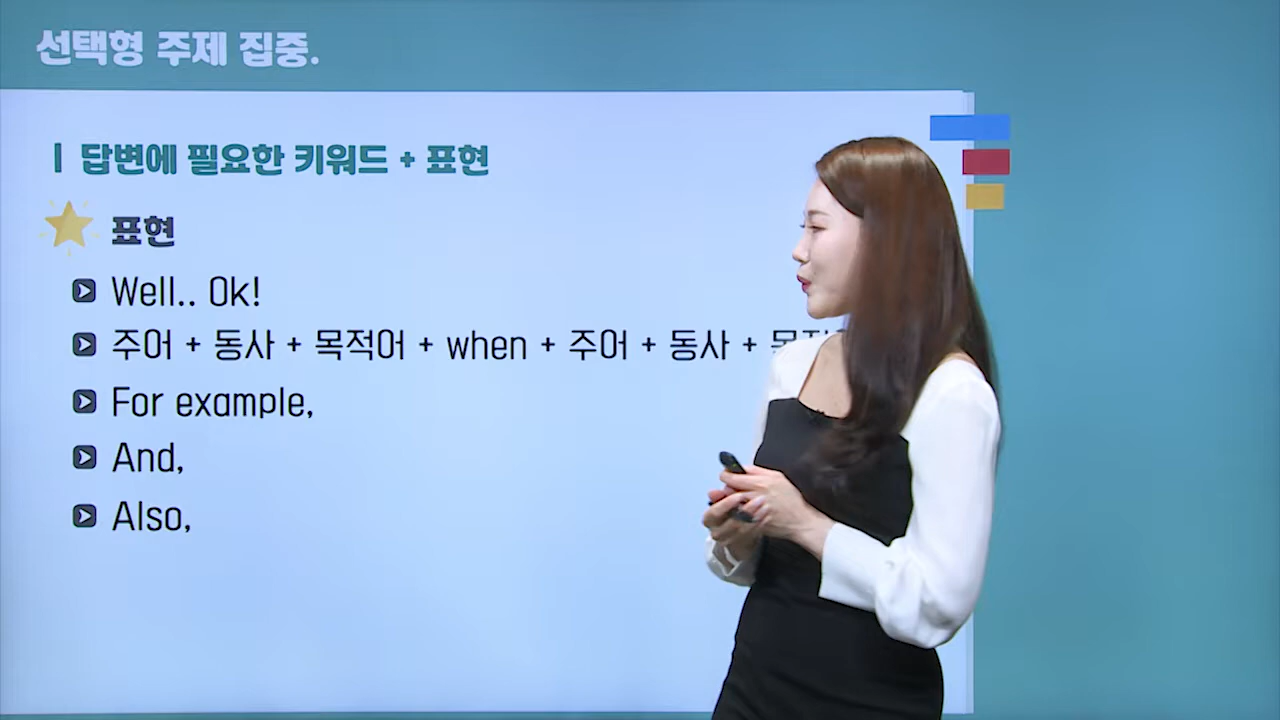 선택형 주제 집중.
| 답변에 필요한 키워드 + 표현
표현
Well.. Ok!
주어 + 동사 + 목적어 + when + 주어 + 동사 +
For example,
And,
Also,